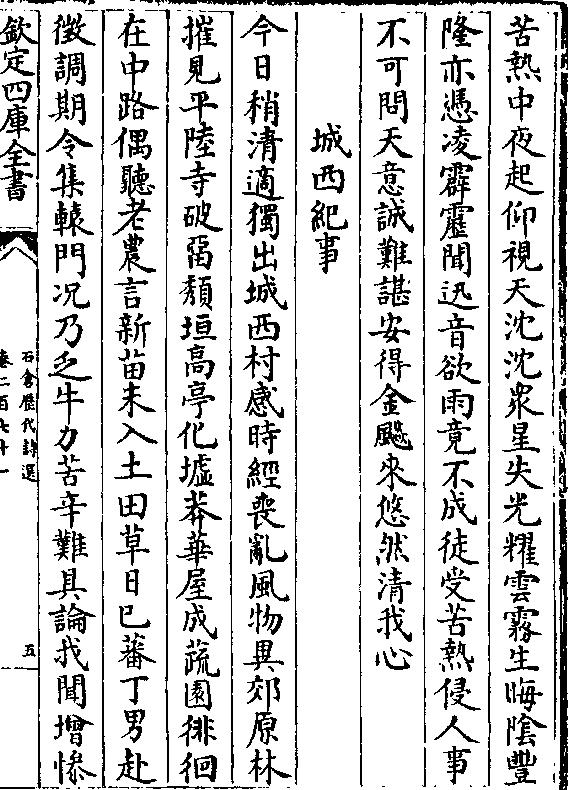 苦熱中夜起仰視天沈沈衆星失光耀雲霧生晦隂豐
隆亦憑凌霹靂聞迅音欲雨竟不成徒受苦熱侵人事
不可問天意誠難諶安得金飈來悠然清我心
城西紀事
今日稍清適獨出城西村感時經喪亂風物異郊原林
摧見平陸寺破留頽垣高亭化墟莽華屋成蔬園徘徊
在中路偶聽老農言新苗未入土田草日已蕃丁男赴
徴調期令集轅門况乃乏牛力苦辛難具論我聞增惨
欽定四庫全書
石倉歷代詩選
卷二百七十一
五